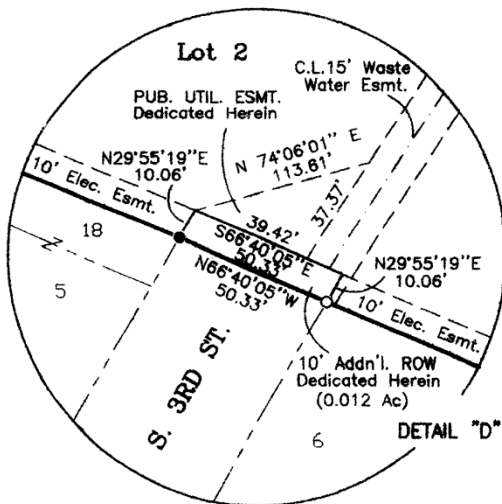 Lot 2
C.L.15' Waste
Water Esmt.
PUB. UTIL. ESMT.
Dedicated Herein
N 74°06'01" E
113.81'
N29°55'19"E
10.06'
10' Elec. Esmt.
37.37'
39.42'
S66°40'05"E
50.33'
N66°40'05"W
50.33'
N29°55'19"E
10.06'
10' Elec. Esmt.
18
N
5
S. 3RD ST.
10' Addn'l. ROW
Dedicated Herein
(0.012 Ac)
6
DETAIL "D"